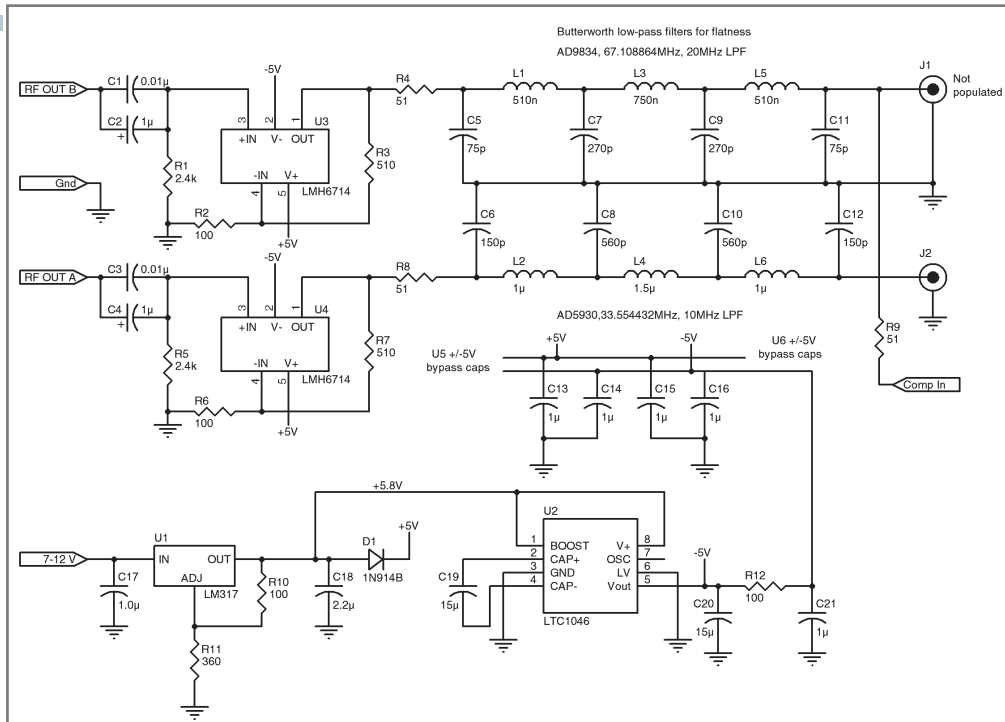 Butterworth low-pass filters for flatness
AD9834, 67.108864MHz, 20MHz LPF
RF OUT B
C1
0.01µ
C2
1µ
+
R1
2.4k
Gnd
R2
100
-5V
3
2
1
U3
+IN
V-
OUT
-IN
V+
LMH6714
4
5
+5V
R3
510
R4
51
L1
510n
L3
750n
L5
510n
J1
Not
populated
C5
75p
C7
270p
C9
270p
C11
75p
C6
150p
C8
560p
C10
560p
C12
150p
RF OUT A
C3
0.01µ
C4
1µ
+
R5
2.4k
R6
100
-5V
3
2
1
U4
+IN
V-
OUT
-IN
V+
LMH6714
4
5
+5V
R7
510
R8
51
L2
1µ
L4
1.5µ
L6
1µ
J2
AD5930,33.554432MHz, 10MHz LPF
R9
51
Comp In
U5 +/-5V
bypass caps
+5V
-5V
U6 +/-5V
bypass caps
C13
1µ
C14
1µ
C15
1µ
C16
1µ
7-12 V
C17
1.0µ
U1
IN
OUT
ADJ
LM317
R10
100
R11
360
C18
2.2µ
+5.8V
D1
1N914B
+5V
C19
15µ
U2
1
BOOST
V+
8
2
CAP+
OSC
7
3
GND
LV
6
4
CAP-
Vout
5
LTC1046
-5V
R12
100
C20
15µ
C21
1µ